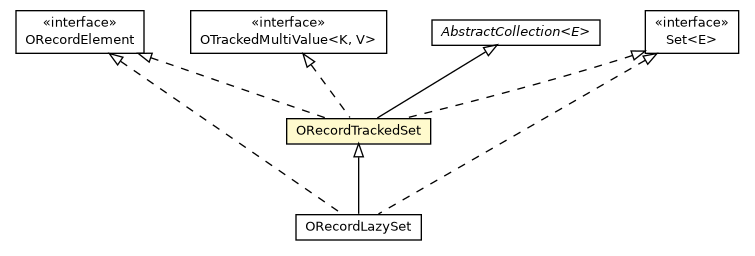 «interface»
ORecordElement
«interface»
OTrackedMultiValue<K, V>
AbstractCollection<E>
«interface»
Set<E>
ORecordTrackedSet
ORecordLazySet